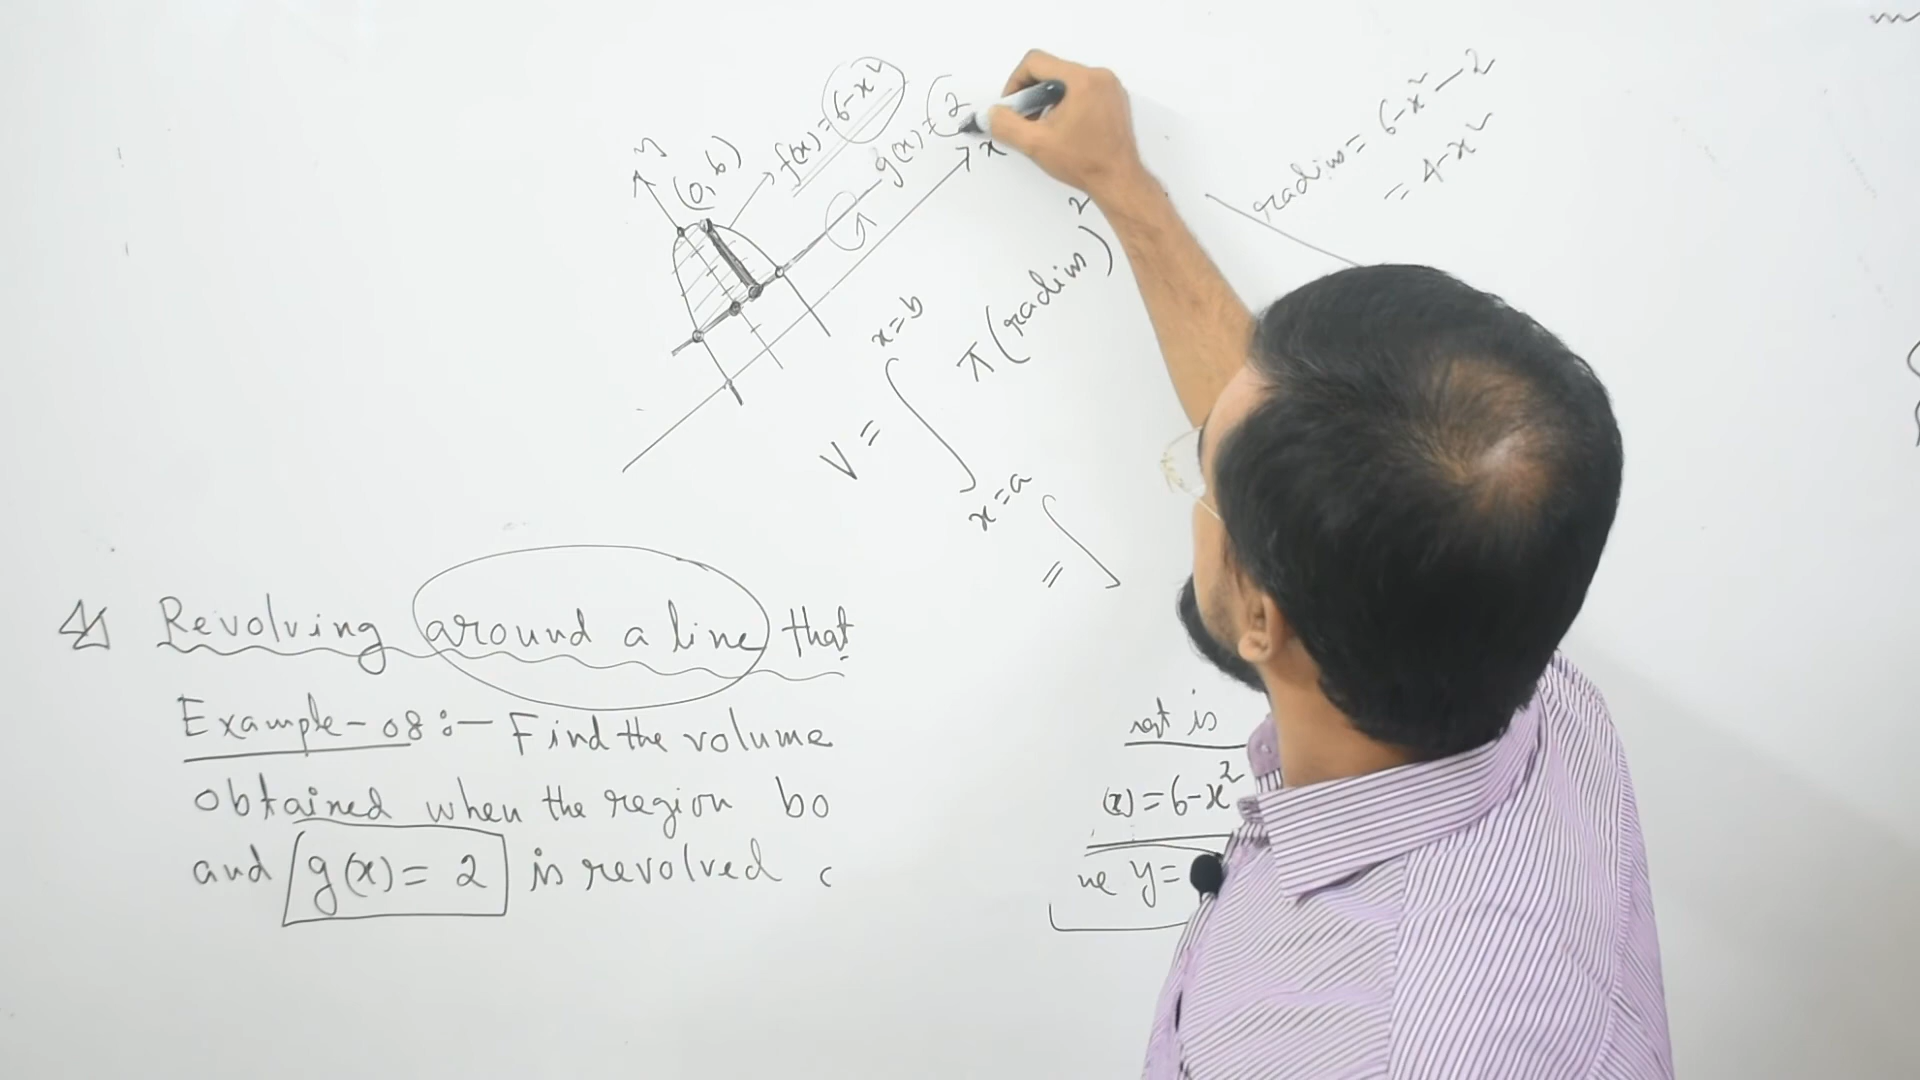 y
(0,6)
f(x)=6-x²
g(x)=2
x
radius = 6-x²-2
= 4-x²
x=b
V = ∫ π(radius)²
x=a
= ∫
Revolving around a line that
Example-08:- Find the volume
obtained when the region bo
(x)=6-x²
and g(x)= 2 is revolved
y=